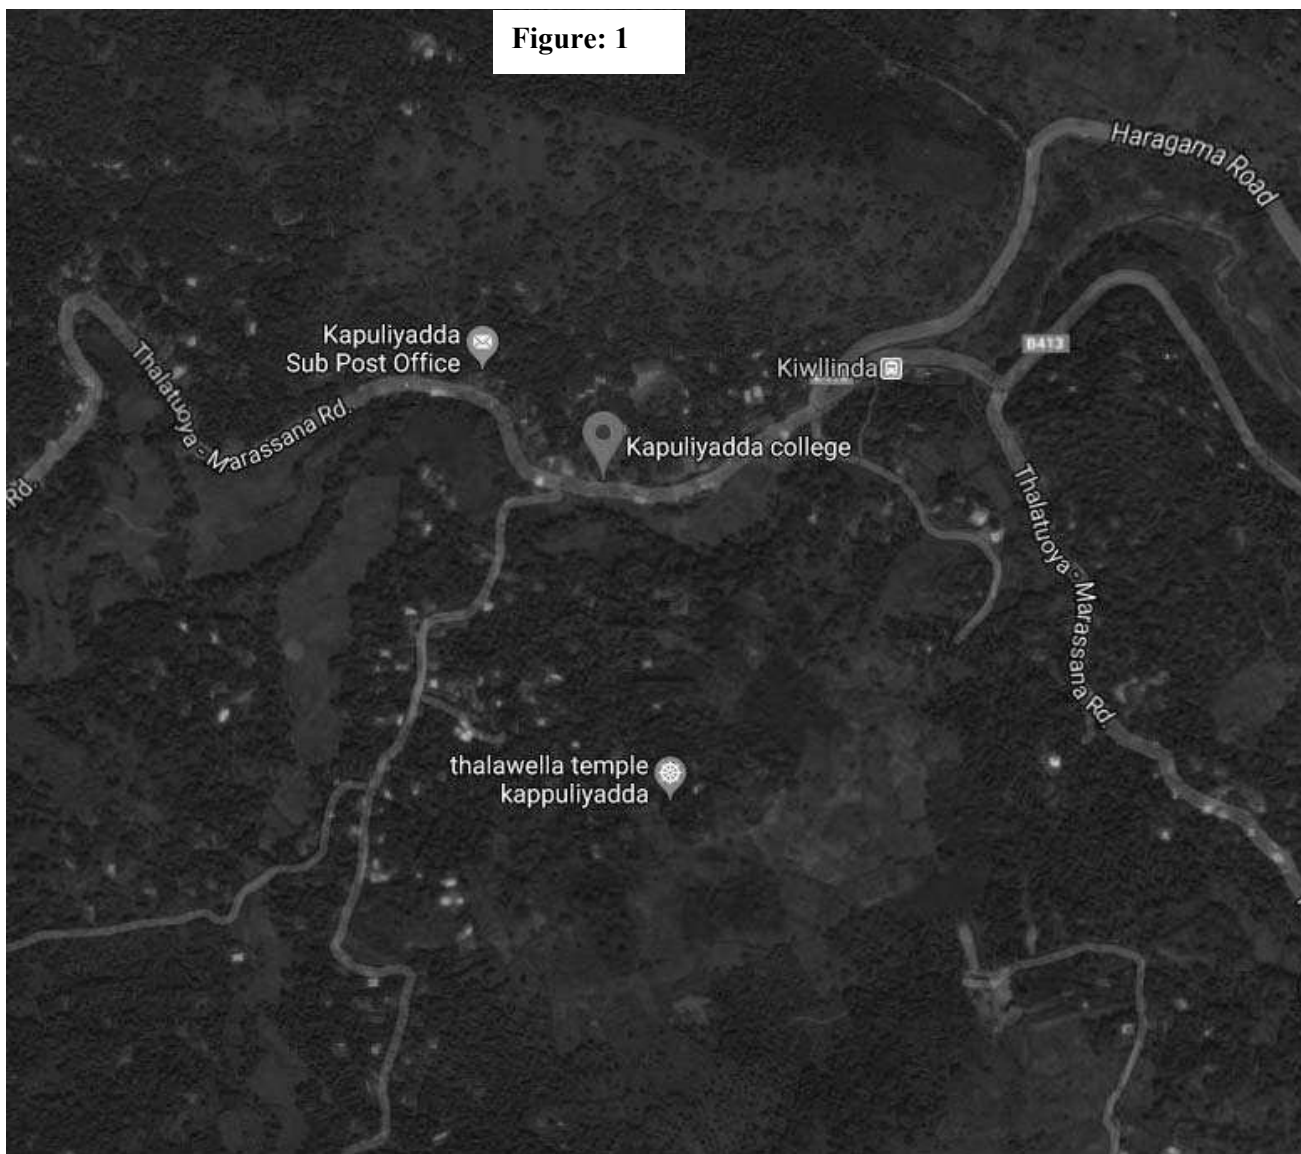 Figure: 1
Haragama Road
Kapuliyadda
Sub Post Office
B413
Kiwllinda
Thalatuoya - Marassana Rd.
Kapuliyadda college
Rd.
Thalatuoya - Marassana Rd.
thalawella temple
kappuliyadda